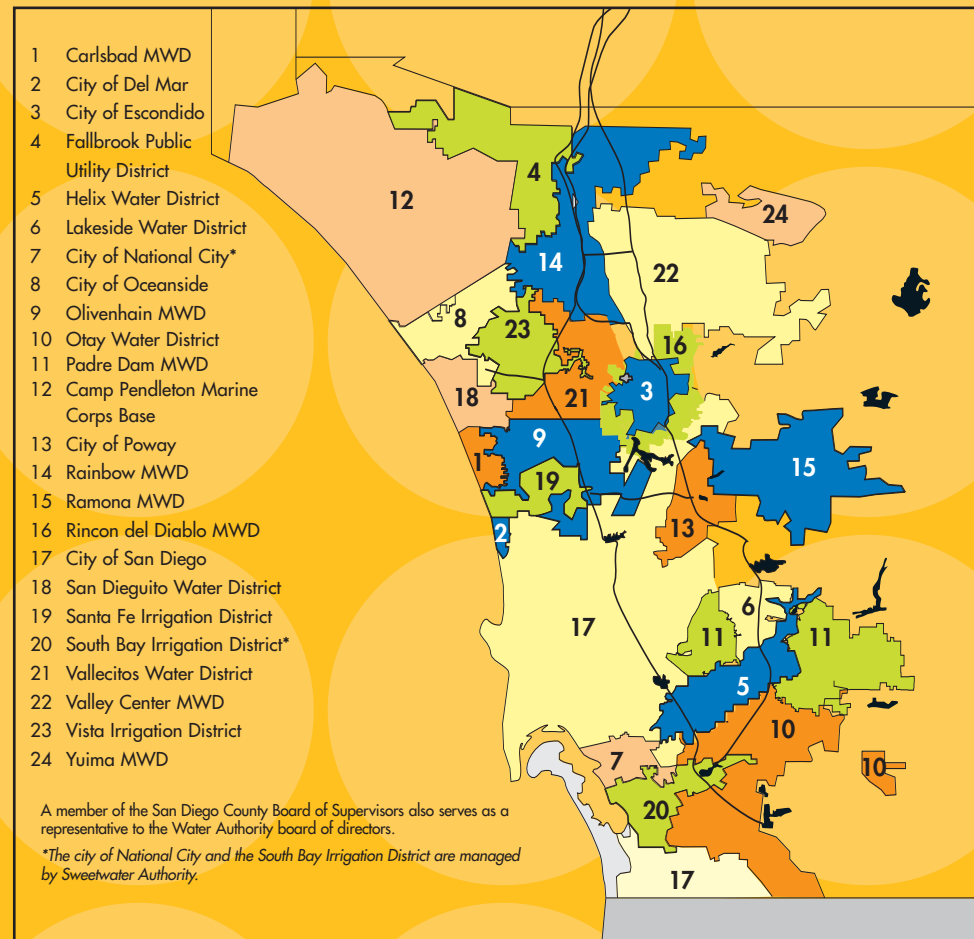 1 Carlsbad MWD
2 City of Del Mar
3 City of Escondido
4 Fallbrook Public
Utility District
5 Helix Water District
6 Lakeside Water District
7 City of National City*
8 City of Oceanside
9 Olivenhain MWD
10 Otay Water District
11 Padre Dam MWD
12 Camp Pendleton Marine
Corps Base
13 City of Poway
14 Rainbow MWD
15 Ramona MWD
16 Rincon del Diablo MWD
17 City of San Diego
18 San Dieguito Water District
19 Santa Fe Irrigation District
20 South Bay Irrigation District*
21 Vallecitos Water District
22 Valley Center MWD
23 Vista Irrigation District
24 Yuima MWD
A member of the San Diego County Board of Supervisors also serves as a
representative to the Water Authority board of directors.
*The city of National City and the South Bay Irrigation District are managed
by Sweetwater Authority.
4
12
24
14
22
8
23
16
18
21
3
9
1
15
19
13
2
6
17
11
11
5
10
7
10
20
17